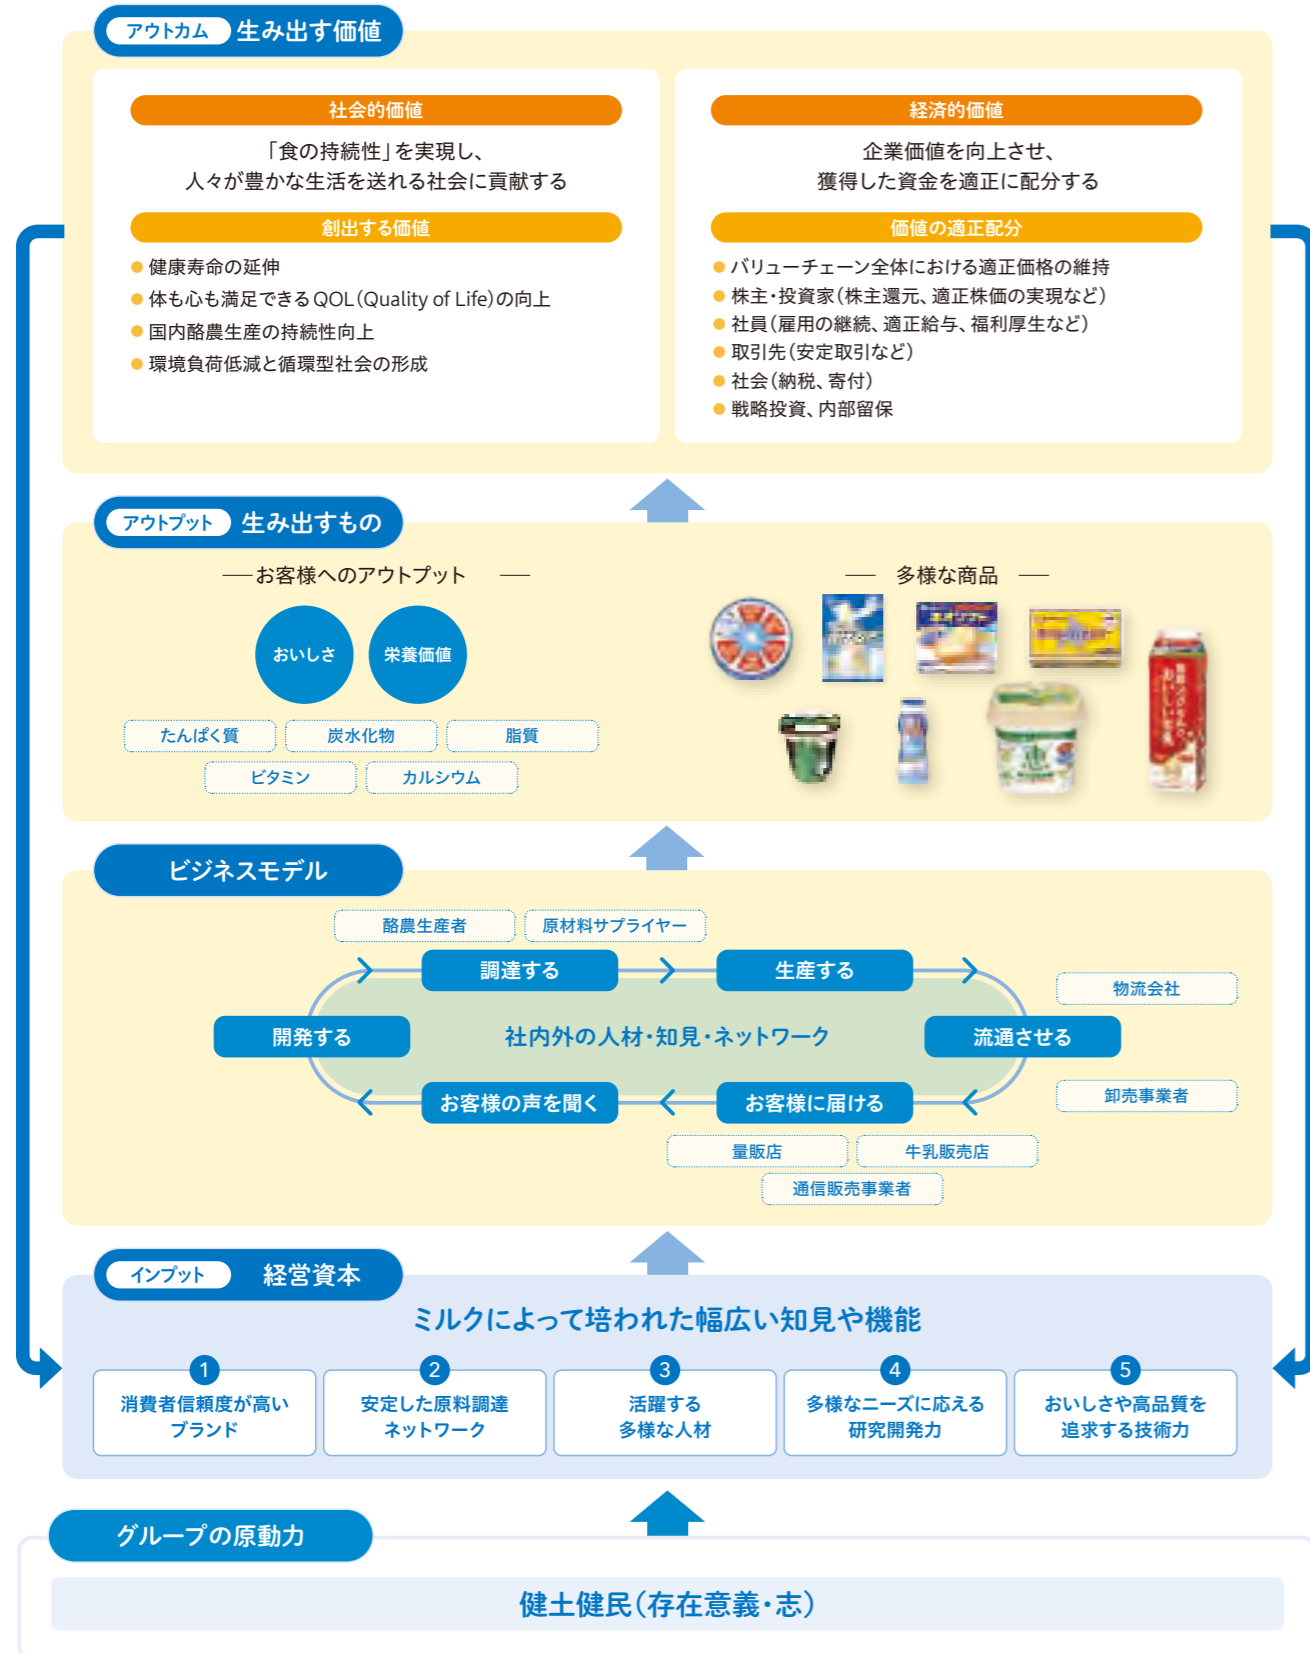 アウトカム 生み出す価値
社会的価値
「食の持続性」を実現し、
人々が豊かな生活を送れる社会に貢献する
創出する価値
● 健康寿命の延伸
● 体も心も満足できるQOL(Quality of Life)の向上
● 国内酪農生産の持続性向上
● 環境負荷低減と循環型社会の形成
経済的価値
企業価値を向上させ、
獲得した資金を適正に配分する
価値の適正配分
● バリューチェーン全体における適正価格の維持
● 株主・投資家(株主還元、適正株価の実現など)
● 社員(雇用の継続、適正給与、福利厚生など)
● 取引先(安定取引など)
● 社会(納税、寄付)
● 戦略投資、内部留保
アウトプット 生み出すもの
お客様へのアウトプット
おいしさ
栄養価値
たんぱく質
炭水化物
脂質
ビタミン
カルシウム
多様な商品
ビジネスモデル
酪農生産者
原材料サプライヤー
調達する
生産する
物流会社
開発する
社内外の人材・知見・ネットワーク
流通させる
お客様の声を聞く
お客様に届ける
卸売事業者
量販店
牛乳販売店
通信販売事業者
インプット 経営資本
ミルクによって培われた幅広い知見や機能
1
消費者信頼度が高い
ブランド
2
安定した原料調達
ネットワーク
3
活躍する
多様な人材
4
多様なニーズに応える
研究開発力
5
おいしさや高品質を
追求する技術力
グループの原動力
健土健民(存在意義・志)